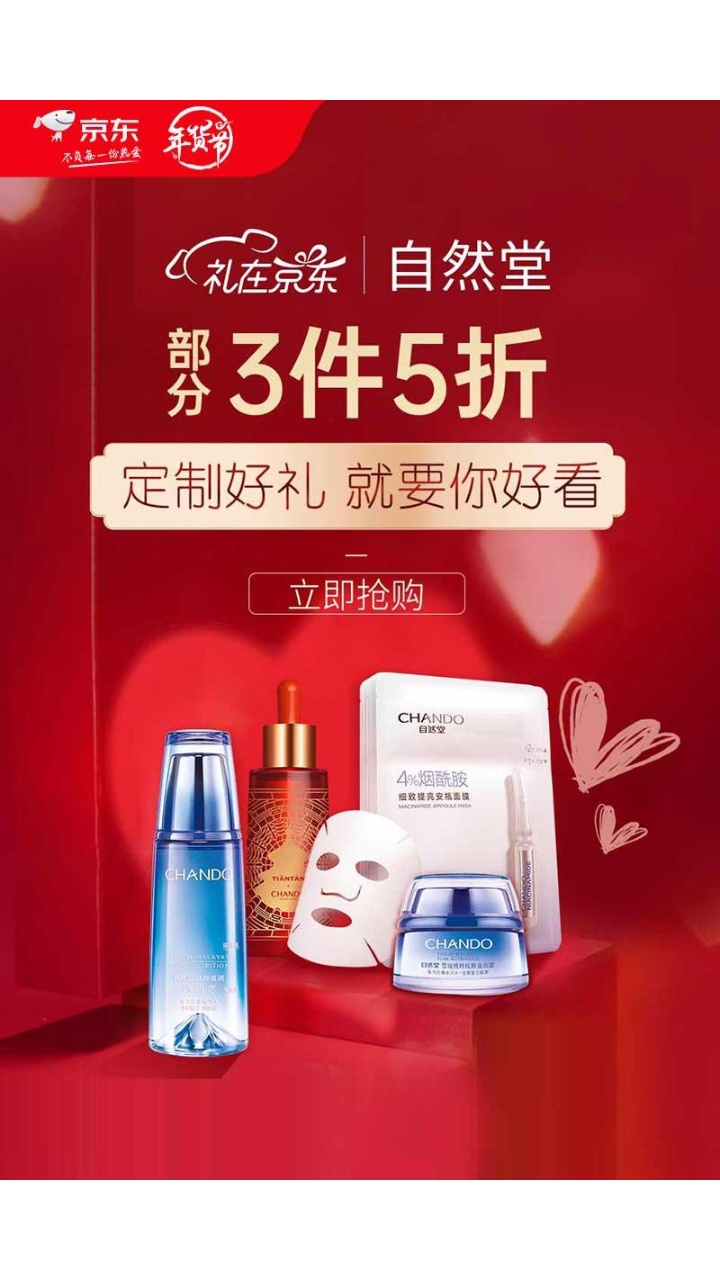 京东
不负每一份热爱
年货节
礼在京东
自然堂
部分3件5折
定制好礼 就要你好看
立即抢购
CHANDO
TIANTAN
CHANDO
CHANDO
自然堂
4%烟酰胺
细致提亮安瓶面膜
NIACINAMIDE AMPOULE MASK
CHANDO
NIACINAMIDE
CHANDO